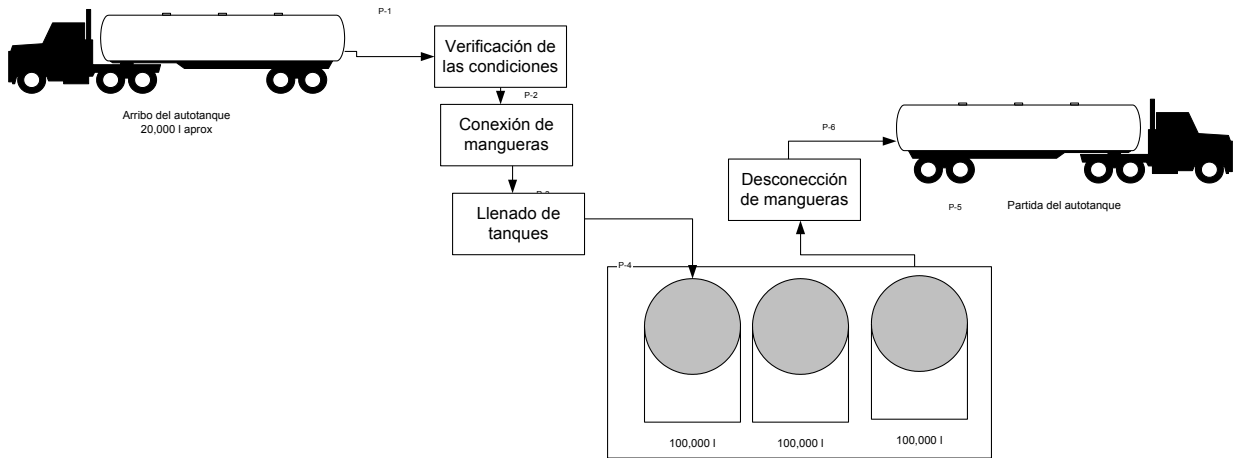 P-1
Verificación de
las condiciones
Arribo del autotanque
20,000 l aprox
P-2
Conexión de
mangueras
Llenado de
tanques
P-4
100,000 l
100,000 l
100,000 l
Desconección
de mangueras
P-6
P-5
Partida del autotanque